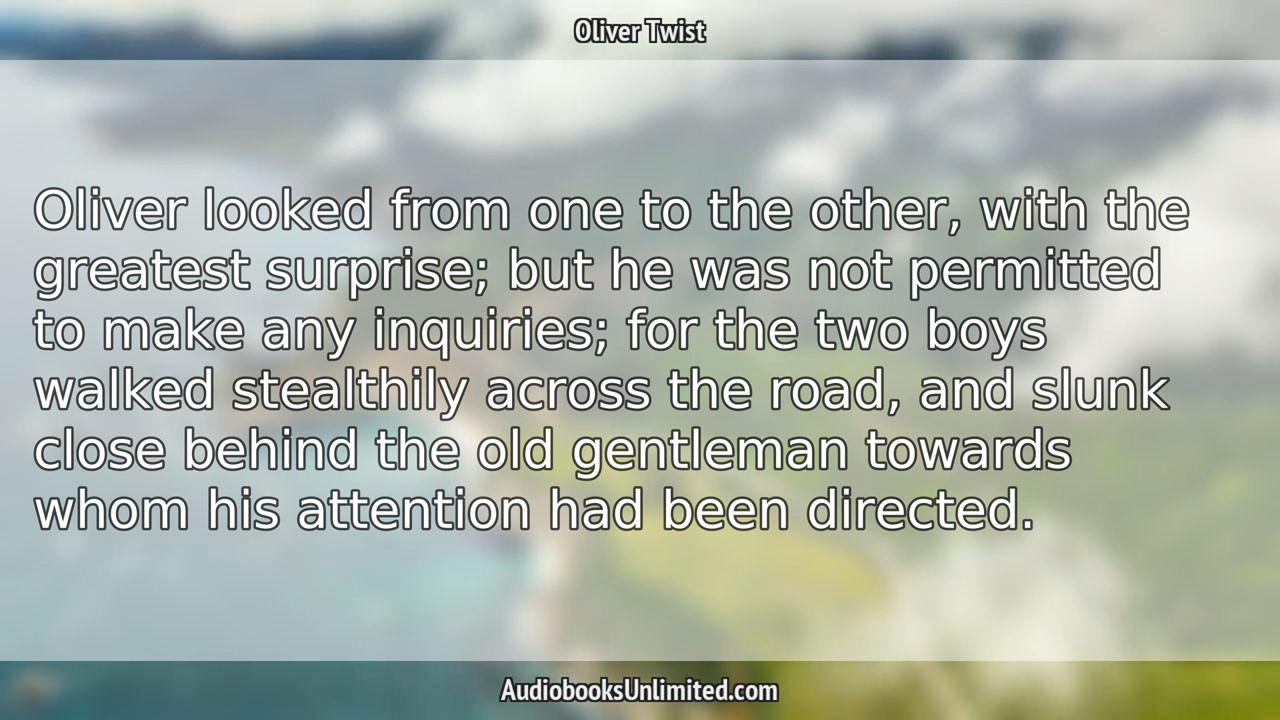 Oliver Twist
Oliver looked from one to the other, with the
greatest surprise; but he was not permitted
to make any inquiries; for the two boys
walked stealthily across the road, and slunk
close behind the old gentleman towards
whom his attention had been directed.
AudiobooksUnlimited.com